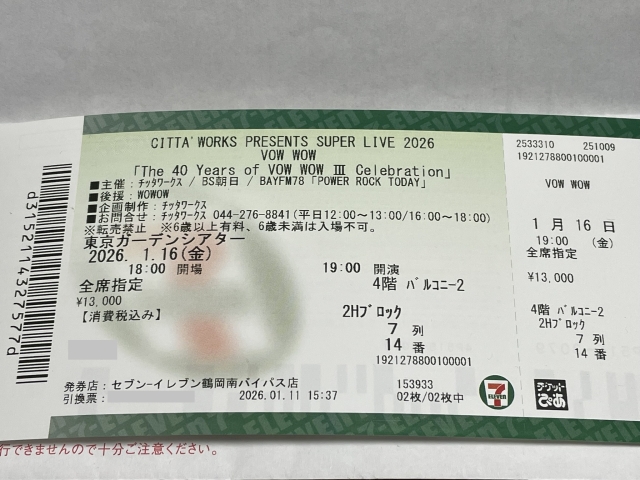 CITTA'WORKS PRESENTS SUPER LIVE 2026
VOW WOW
「The 40 Years of VOW WOW Ⅲ Celebration」
■主催：チッタワークス / BS朝日 / BAYFM78「POWER ROCK TODAY」
■後援：WOWOW
■企画制作：チッタワークス
■お問合せ：チッタワークス 044-276-8841(平日12:00～13:00/16:00～18:00)
※転売禁止 ※6歳以上有料、6歳未満は入場不可。
東京ガーデンシアター
2026. 1.16(金)
18:00 開場 19:00 開演
全席指定 4階 バルコニー2
¥13,000 2Hブロック
【消費税込み】 7 列
14 番
1921278800100001
発券店：セブン-イレブン鶴岡南バイパス店 153933
引換票： 2026.01.11 15:37 02枚/02枚中
7
ELEVEN
チケット
ぴあ
2533310 251009
1921278800100001
VOW WOW
1 月 16 日
19:00 (金)
全席指定
¥13,000
4階 バルコニー2
2Hブロック
7 列
14 番
d3152114327577d
行できませんので十分ご注意ください。